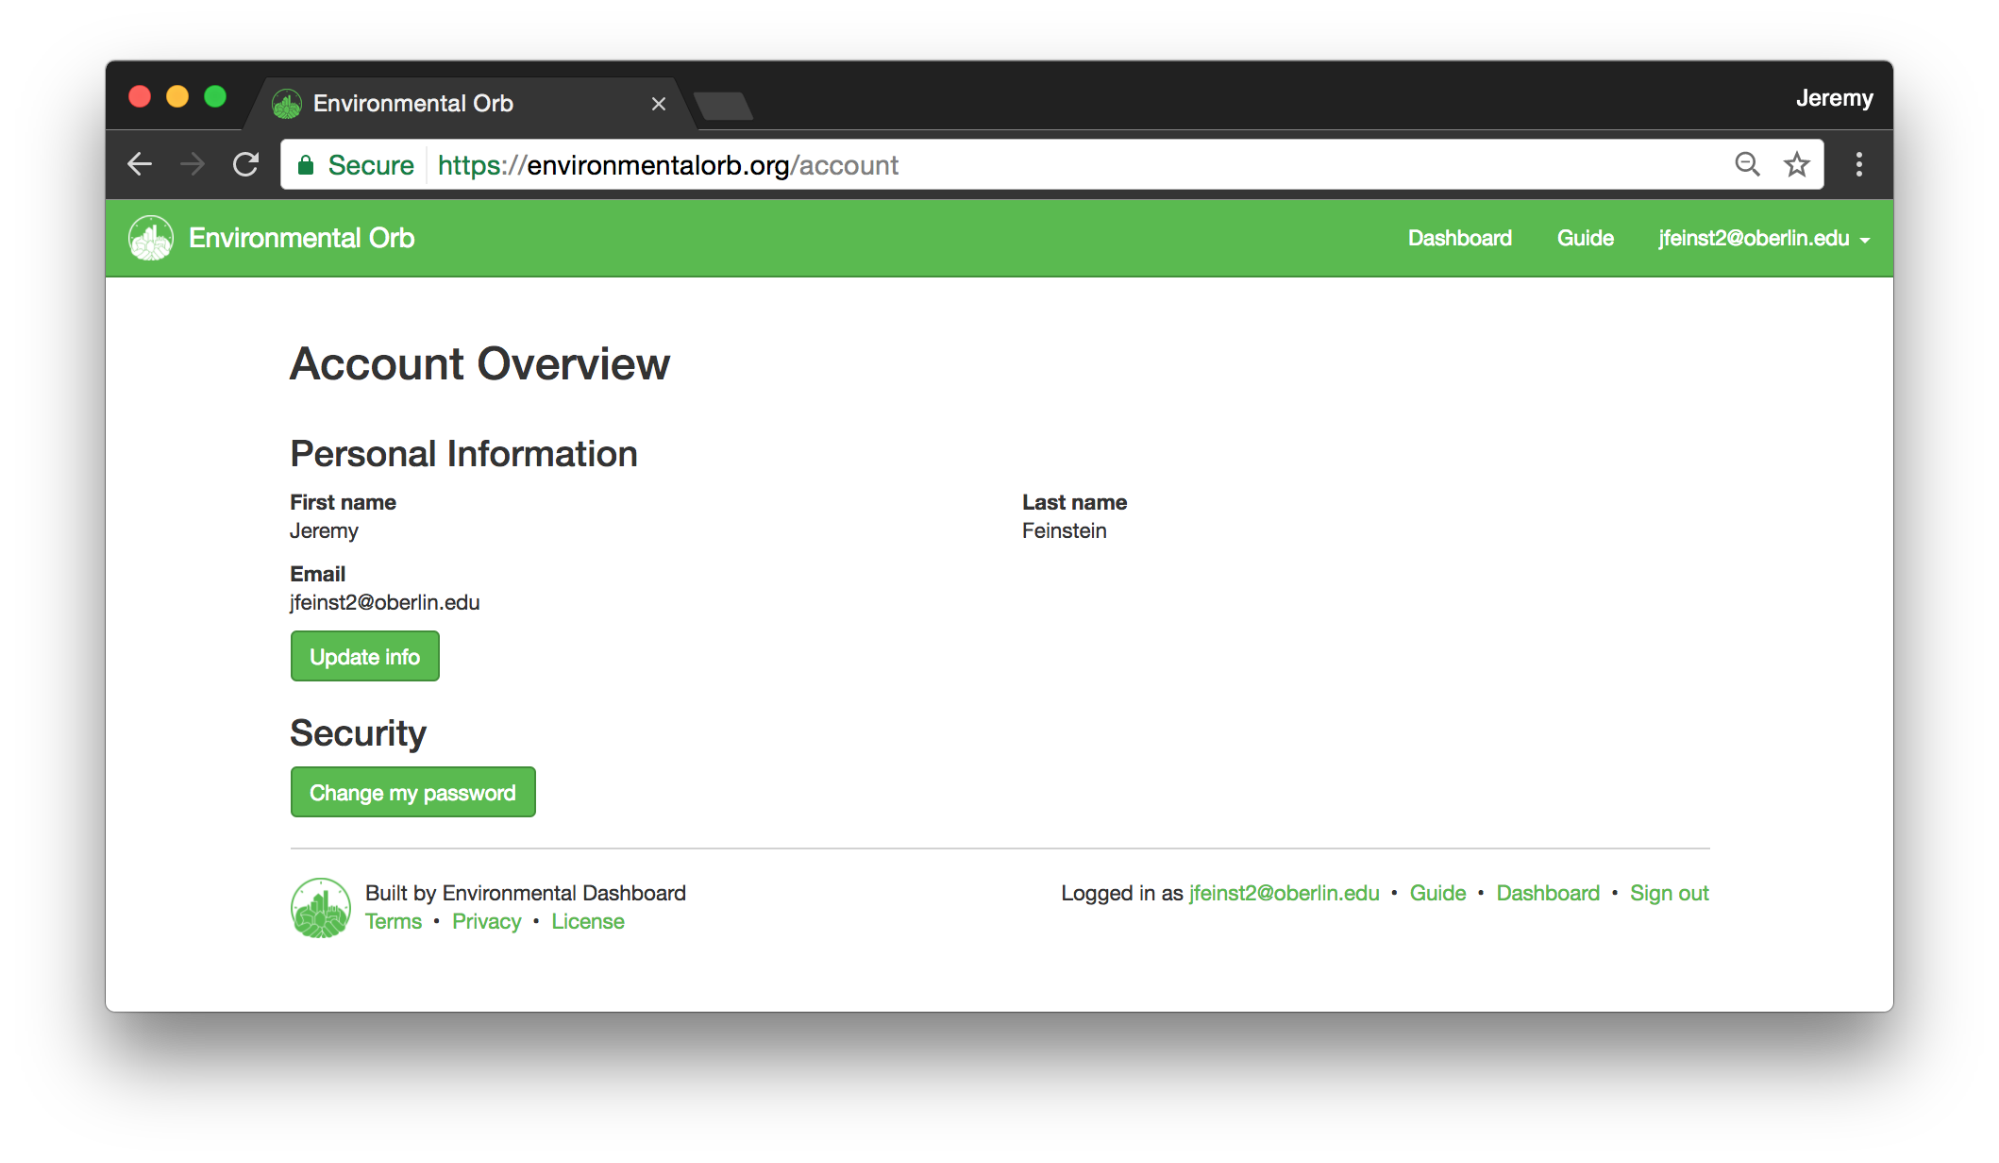 Environmental Orb
Jeremy
Secure https://environmentalorb.org/account
Environmental Orb Dashboard Guide jfeinst2@oberlin.edu
Account Overview
Personal Information
First name Last name
Jeremy Feinstein
Email
jfeinst2@oberlin.edu
Update info
Security
Change my password
Built by Environmental Dashboard
Terms • Privacy • License
Logged in as jfeinst2@oberlin.edu • Guide • Dashboard • Sign out